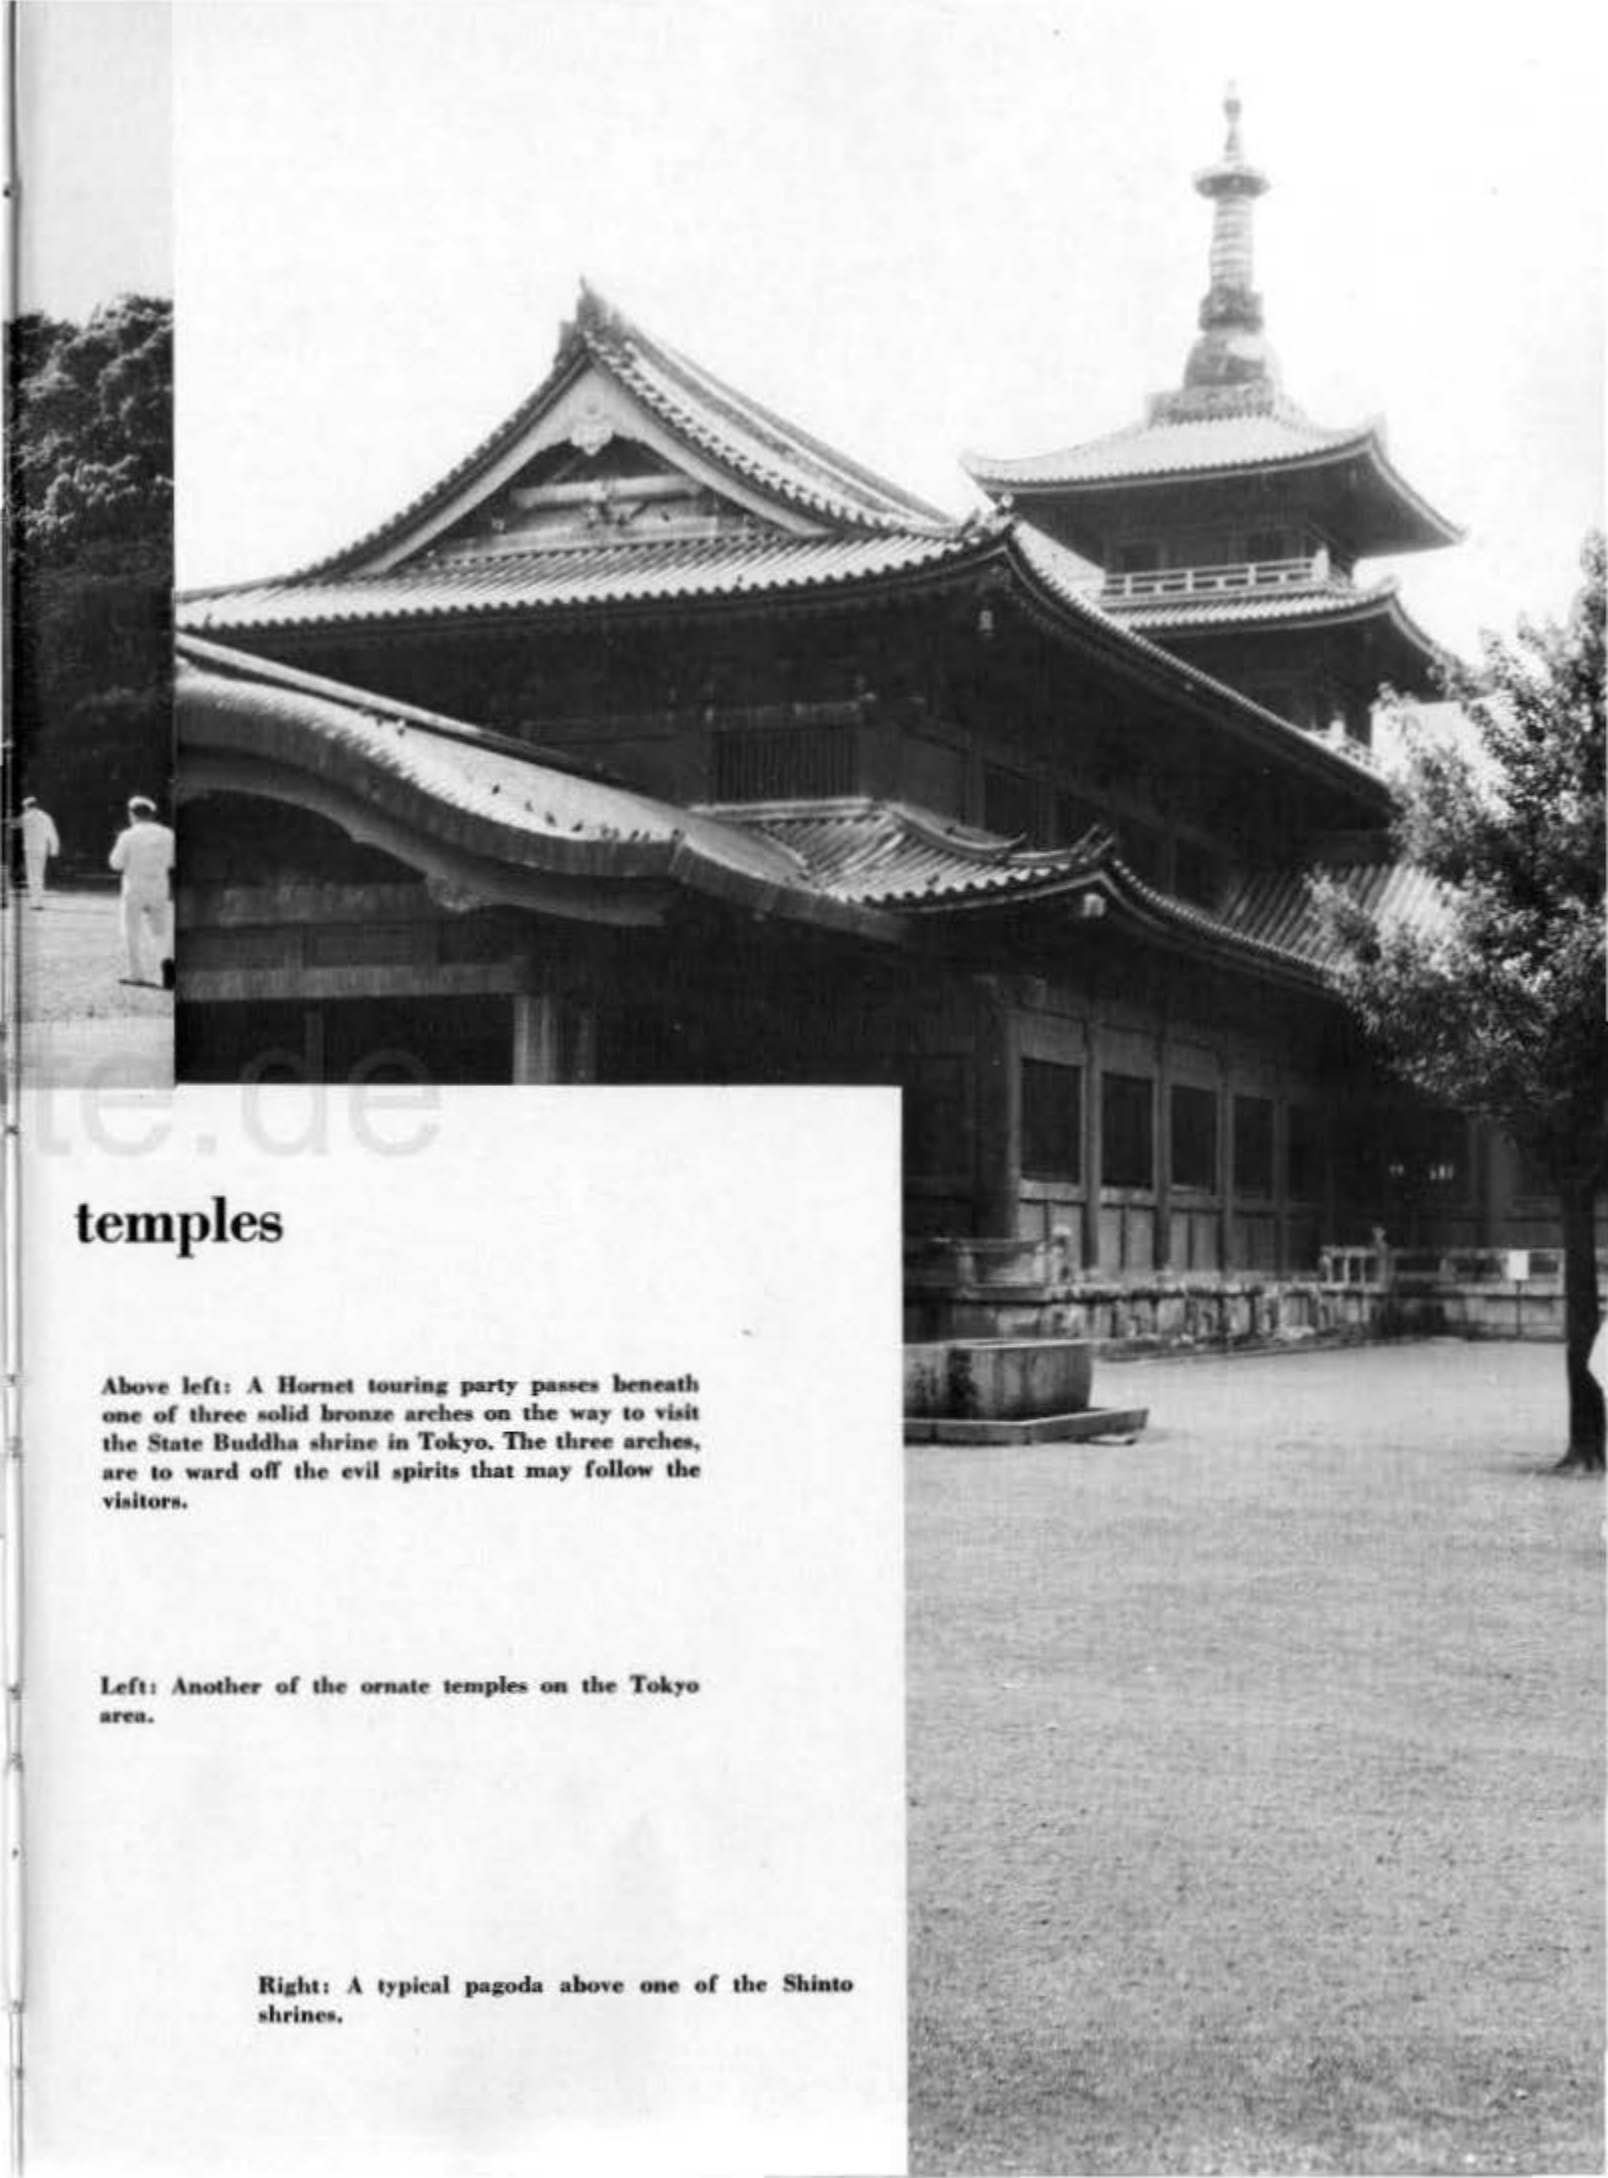 te.de
temples
Above left: A Hornet touring party passes beneath
one of three solid bronze arches on the way to visit
the State Buddha shrine in Tokyo. The three arches,
are to ward off the evil spirits that may follow the
visitors.
Left: Another of the ornate temples on the Tokyo
area.
Right: A typical pagoda above one of the Shinto
shrines.